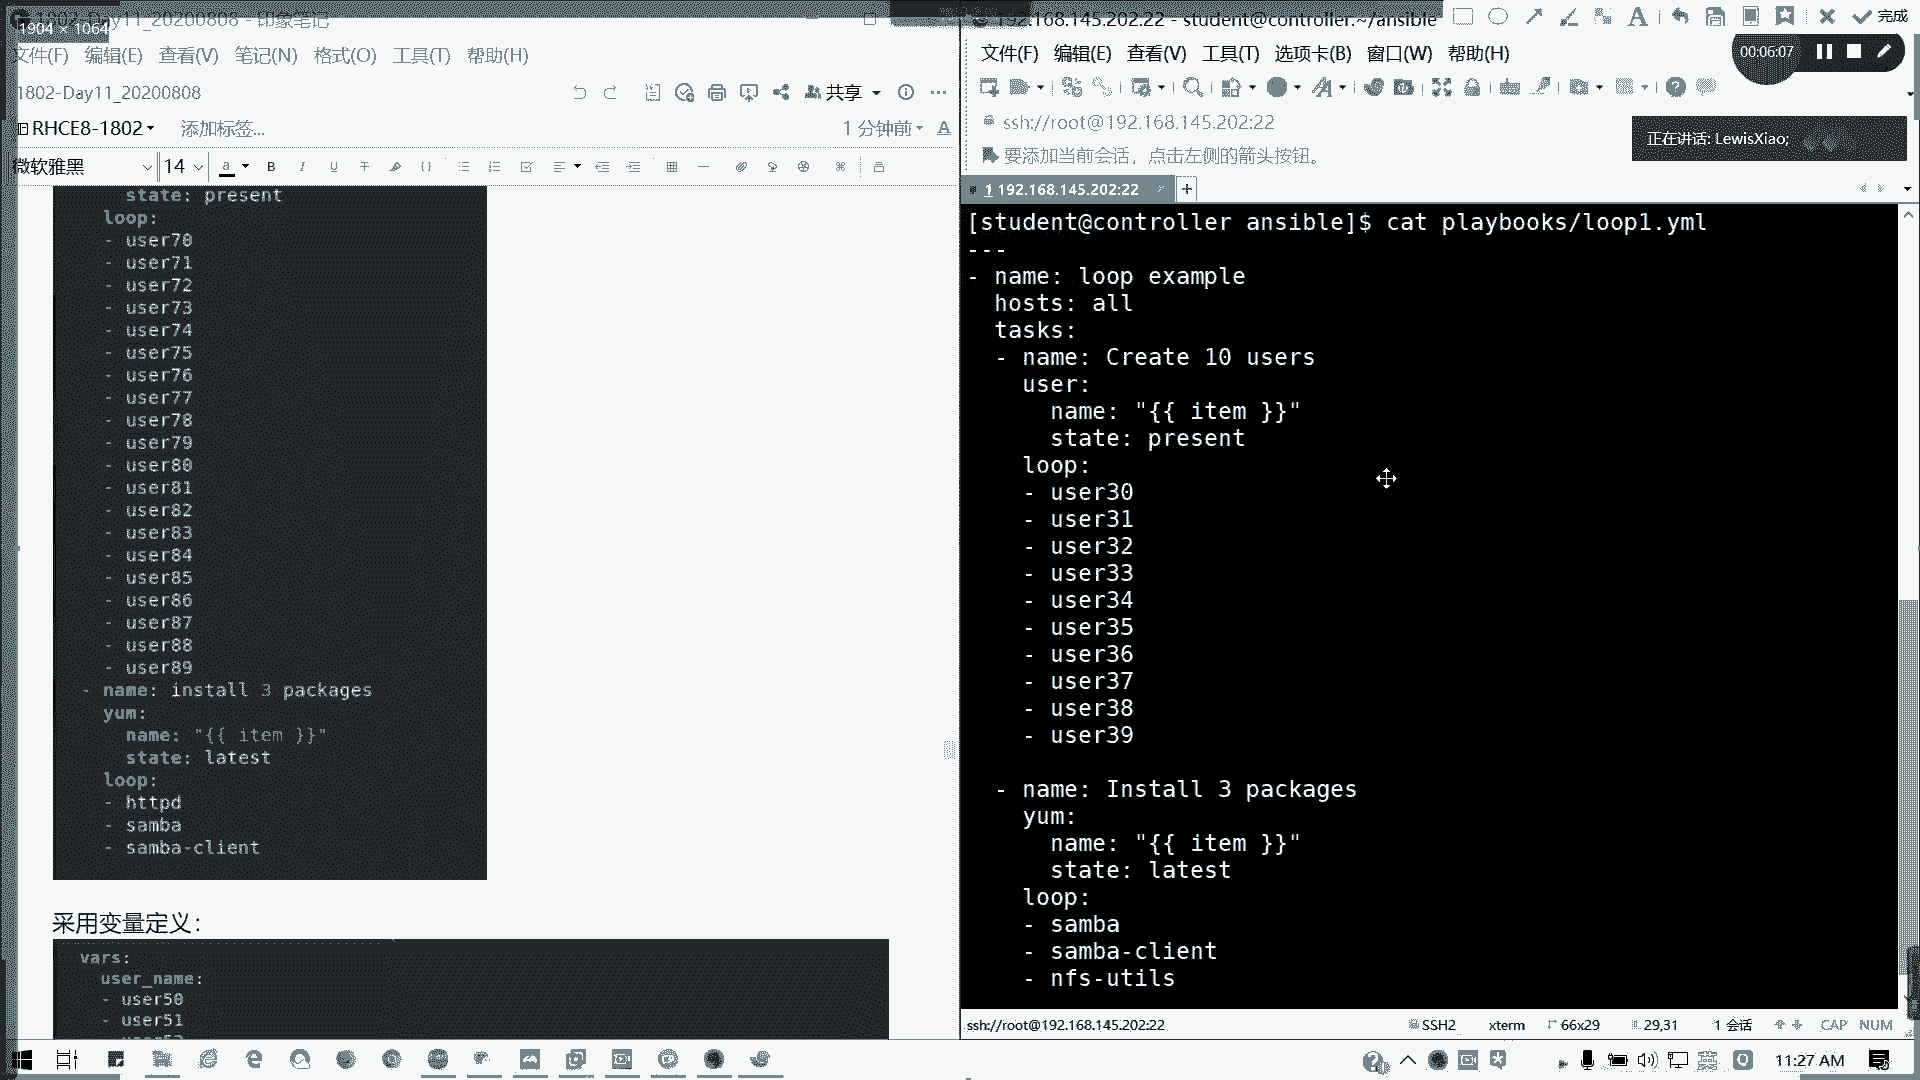 1802-Day11_20200808 - 印象笔记
1904 × 1064
文件(F) 编辑(E) 查看(V) 笔记(N) 格式(O) 工具(T) 帮助(H)
1802-Day11_20200808
共享
RHCE8-1802
添加标签...
1 分钟前
微软雅黑
14
state: present
loop:
- user70
- user71
- user72
- user73
- user74
- user75
- user76
- user77
- user78
- user79
- user80
- user81
- user82
- user83
- user84
- user85
- user86
- user87
- user88
- user89
- name: install 3 packages
yum:
name: "{{ item }}"
state: latest
loop:
- httpd
- samba
- samba-client
采用变量定义：
vars:
user_name:
- user50
- user51
192.168.145.202:22 - student@controller:~/ansible
完成
文件(F) 编辑(E) 查看(V) 工具(T) 选项卡(B) 窗口(W) 帮助(H)
00:06:07
ssh://root@192.168.145.202:22
正在讲话: LewisXiao;
要添加当前会话，点击左侧的箭头按钮。
1 192.168.145.202:22
[student@controller ansible]$ cat playbooks/loop1.yml
---
- name: loop example
hosts: all
tasks:
- name: Create 10 users
user:
name: "{{ item }}"
state: present
loop:
- user30
- user31
- user32
- user33
- user34
- user35
- user36
- user37
- user38
- user39
- name: Install 3 packages
yum:
name: "{{ item }}"
state: latest
loop:
- samba
- samba-client
- nfs-utils
ssh://root@192.168.145.202:22
SSH2
xterm
66x29
29,31
1 会话
CAP NUM
11:27 AM